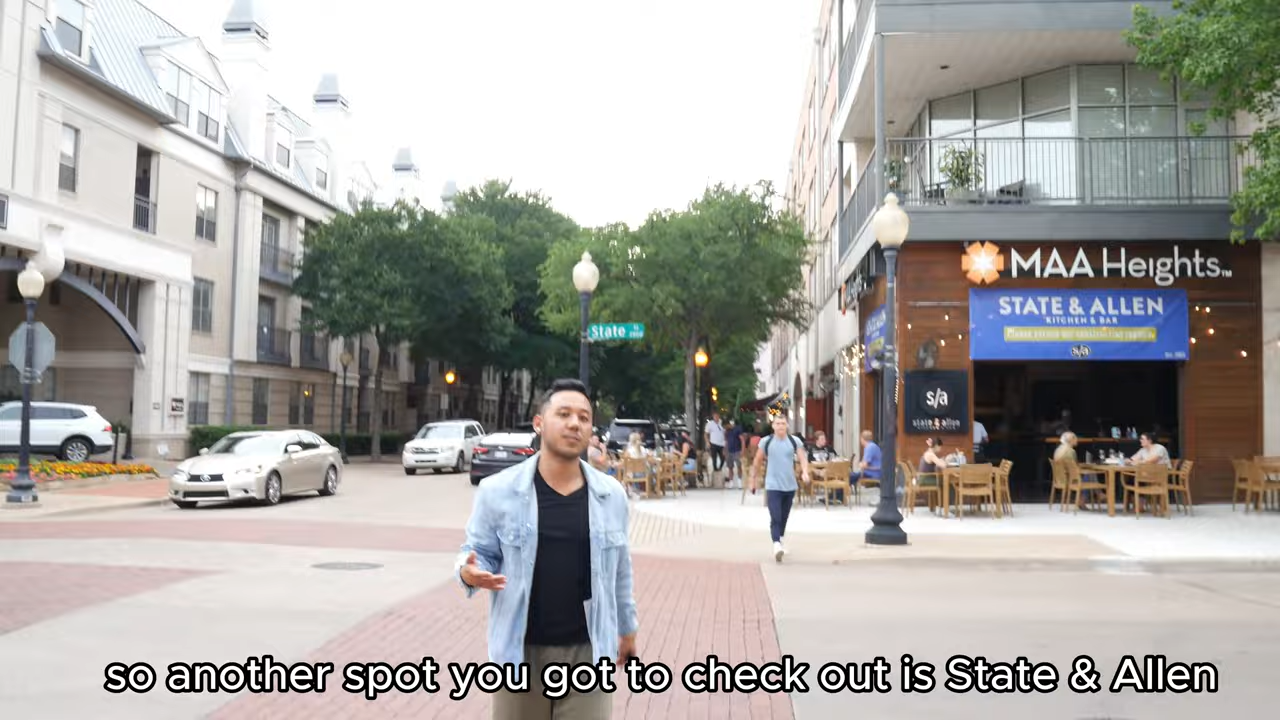 MAA Heights™
STATE & ALLEN
KITCHEN & BAR
s/a
State
s/a
state & allen
so another spot you got to check out is State & Allen